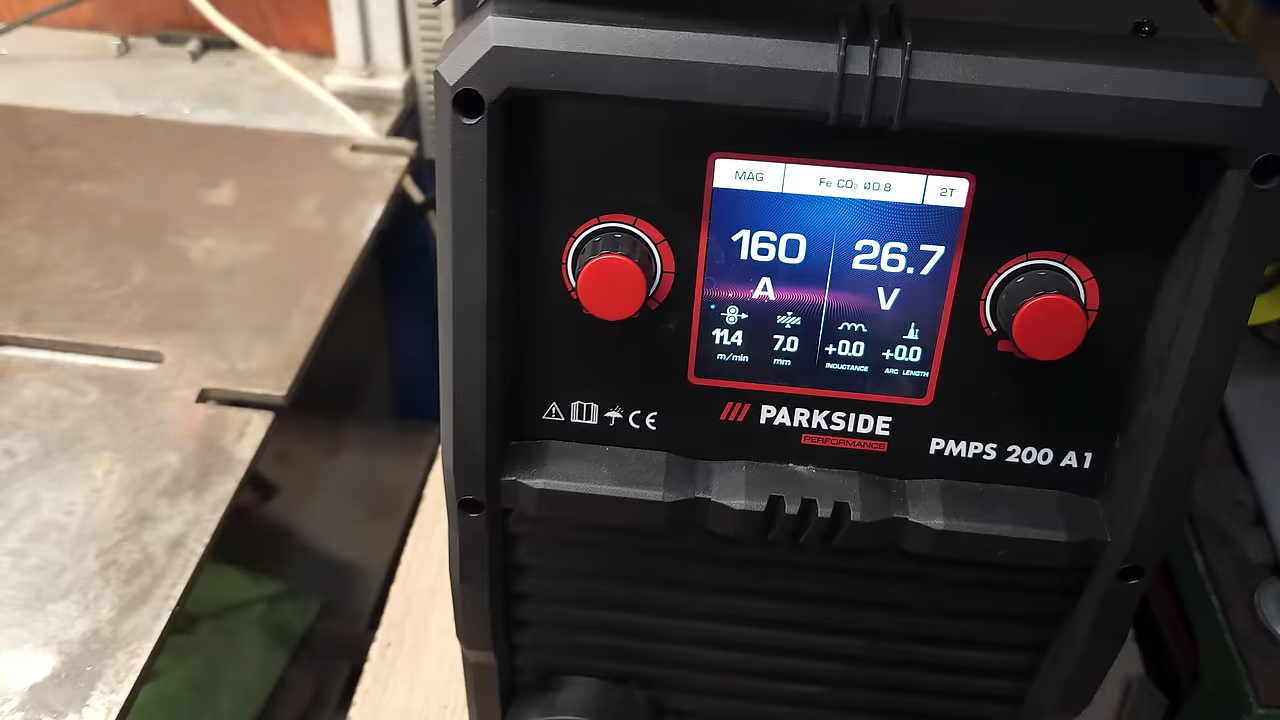 MAG Fe CO₂ Ø0.8 2T
160 26.7
A V
11.4 7.0 +0.0 +0.0
m/min mm INDUCTANCE ARC LENGTH
CE
PARKSIDE
PERFORMANCE
PMPS 200 A1